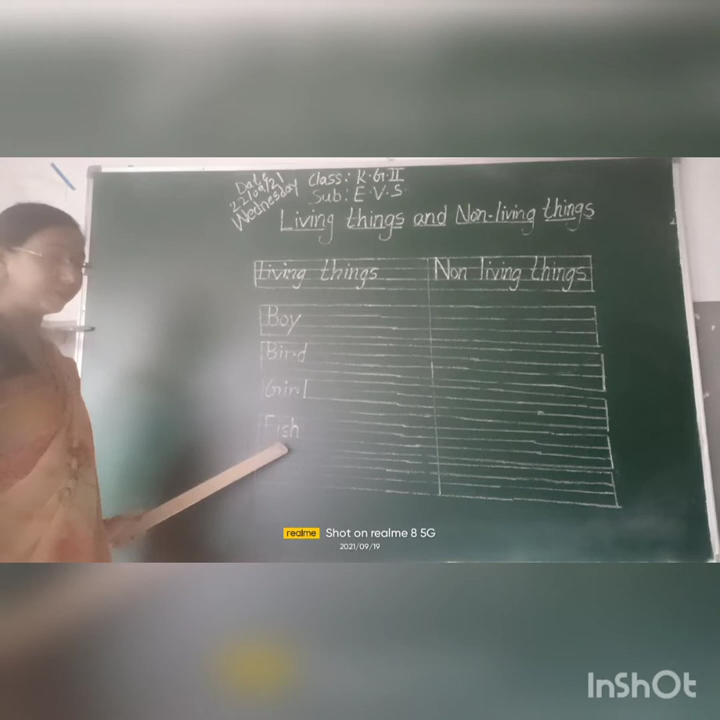 Date
22/09/21
Wednesday
Class: K.G.II
Sub: E.V.S.
Living things and Non-living things
Living things Non living things
Boy
Bird
Girl
Fish
realme Shot on realme 8 5G
2021/09/19
InShOt